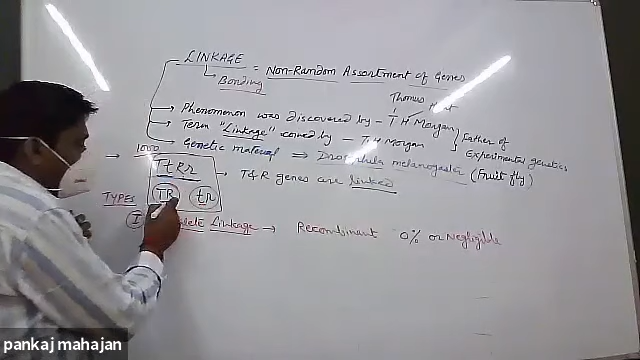 LINKAGE = Non-Random Assortment of Genes
Bonding
Thomas Hunt
Phenomenon was discovered by - T H Morgan
Term "Linkage" coined by - T.H Morgan
Father of Experimental genetics
Genetic material ⇒ Drosophila melanogaster (Fruit fly)
TtRr
TR tr
→ T & R genes are linked
TYPES
Linkage → Recombinant 0% or Negligible
pankaj mahajan